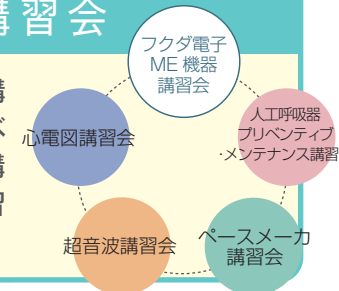 講習会
フクダ電子
ME 機器
講習会
人工呼吸器
プリベンティブ
・メンテナンス講習
心電図講習会
超音波講習会
ペースメーカ
講習会